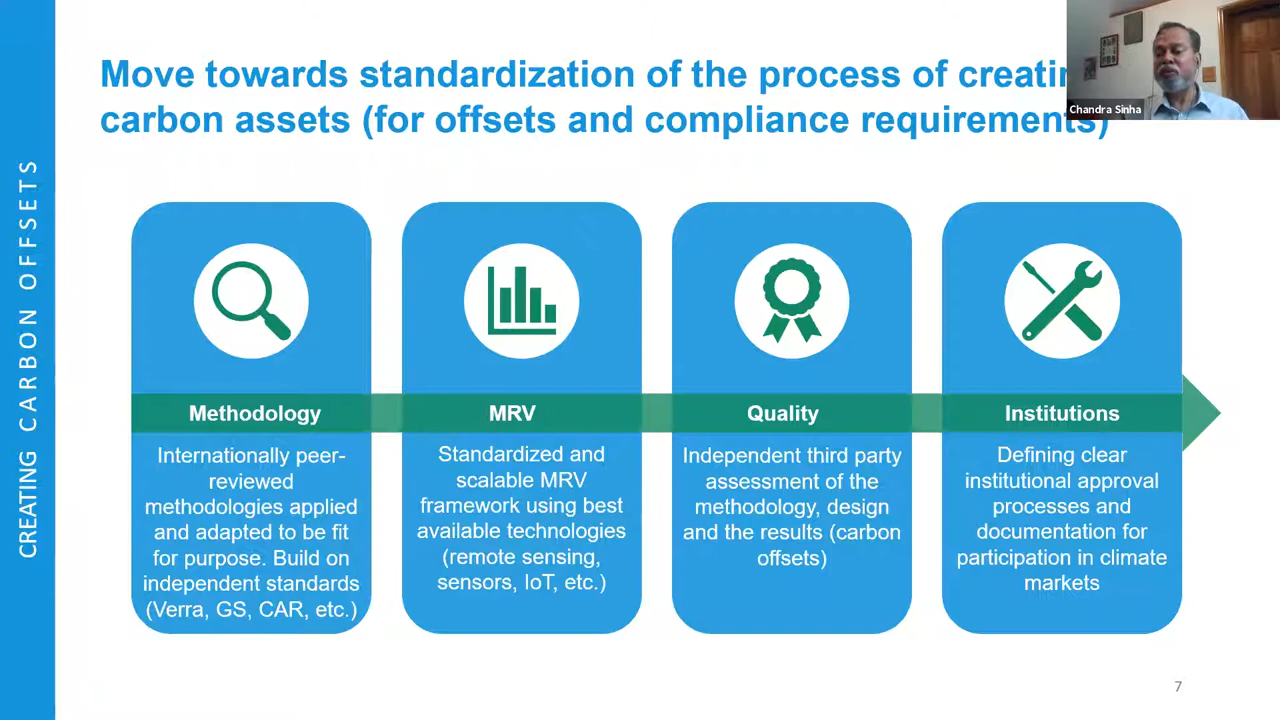 Move towards standardization of the process of creatin
carbon assets (for offsets and compliance requirements)
Chandra Sinha
CREATING CARBON OFFSETS
Methodology
Internationally peer-
reviewed
methodologies applied
and adapted to be fit
for purpose. Build on
independent standards
(Verra, GS, CAR, etc.)
MRV
Standardized and
scalable MRV
framework using best
available technologies
(remote sensing,
sensors, IoT, etc.)
Quality
Independent third party
assessment of the
methodology, design
and the results (carbon
offsets)
Institutions
Defining clear
institutional approval
processes and
documentation for
participation in climate
markets
7